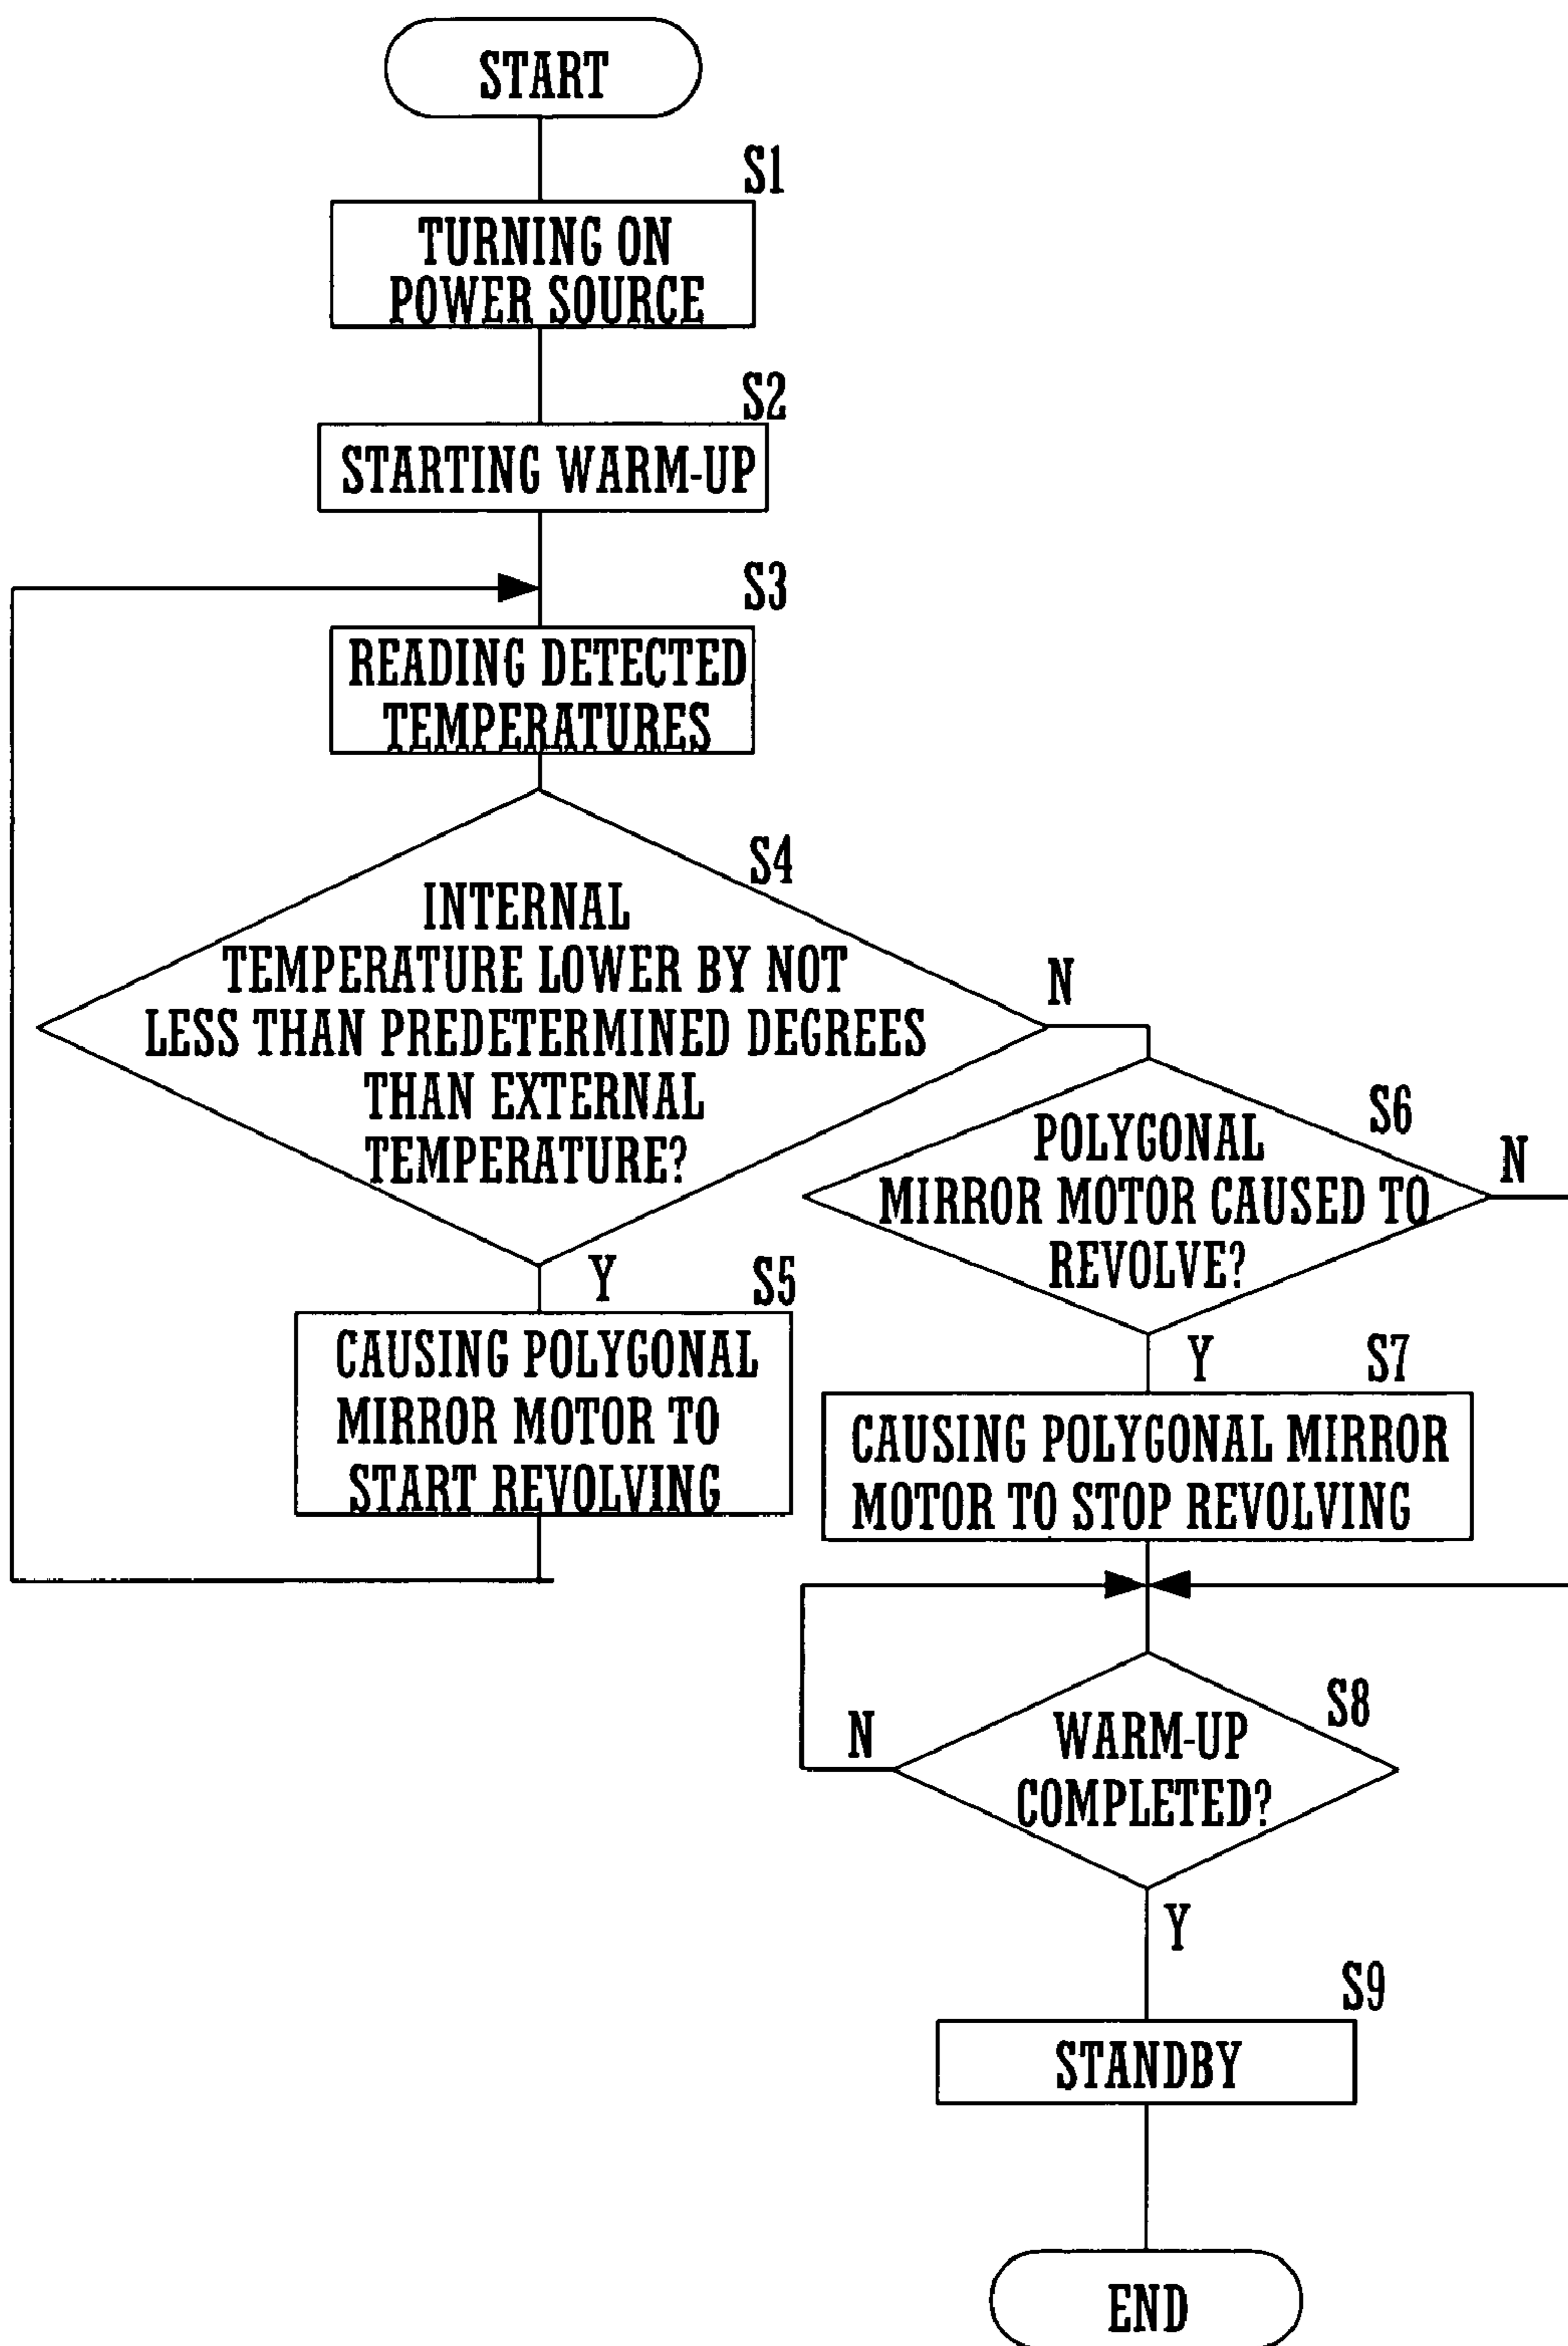 START
S1
TURNING ON
POWER SOURCE
S2
STARTING WARM-UP
S3
READING DETECTED
TEMPERATURES
S4
INTERNAL
TEMPERATURE LOWER BY NOT
LESS THAN PREDETERMINED DEGREES
THAN EXTERNAL
TEMPERATURE?
N
Y
S5
CAUSING POLYGONAL
MIRROR MOTOR TO
START REVOLVING
S6
POLYGONAL
MIRROR MOTOR CAUSED TO
REVOLVE?
N
Y
S7
CAUSING POLYGONAL MIRROR
MOTOR TO STOP REVOLVING
S8
WARM-UP
COMPLETED?
N
Y
S9
STANDBY
END